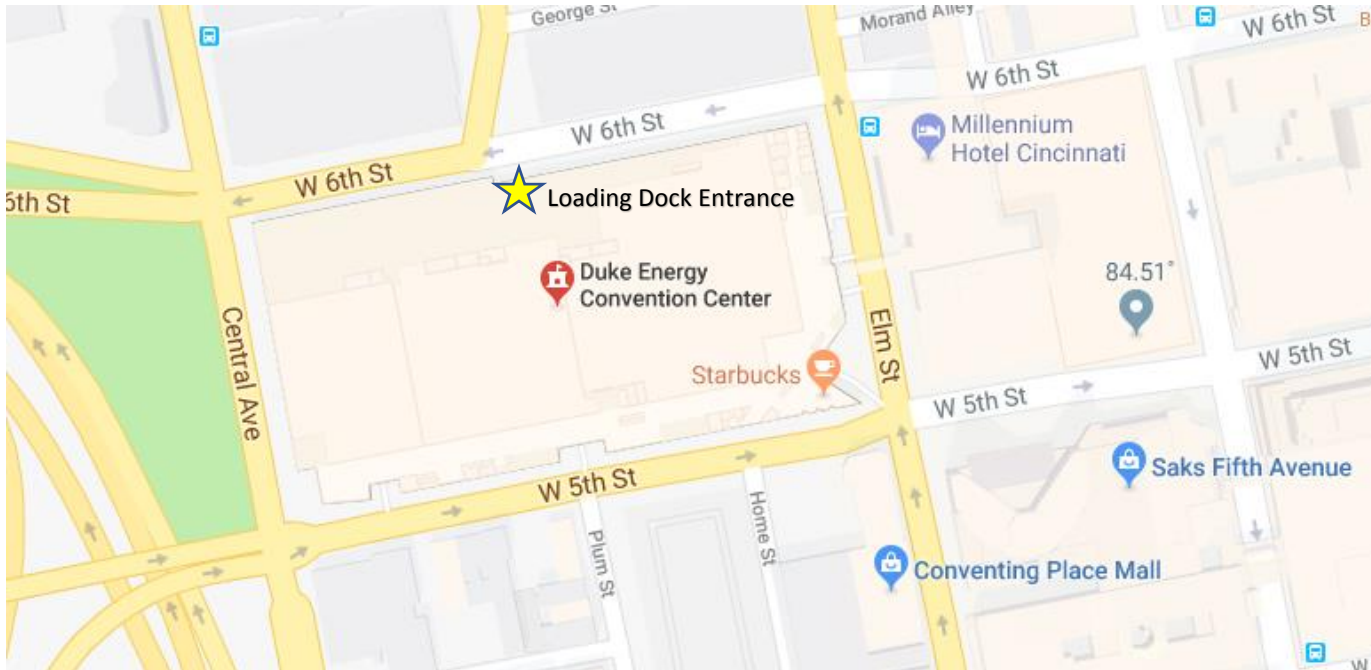 George St
Morand Alley
W 6th St
B
W 6th St
W 6th St
Millennium
Hotel Cincinnati
W 6th St
6th St
Loading Dock Entrance
Duke Energy
Convention Center
84.51°
Central Ave
Elm St
W 5th St
Starbucks
W 5th St
Saks Fifth Avenue
W 5th St
Home St
Plum St
Conventing Place Mall
W